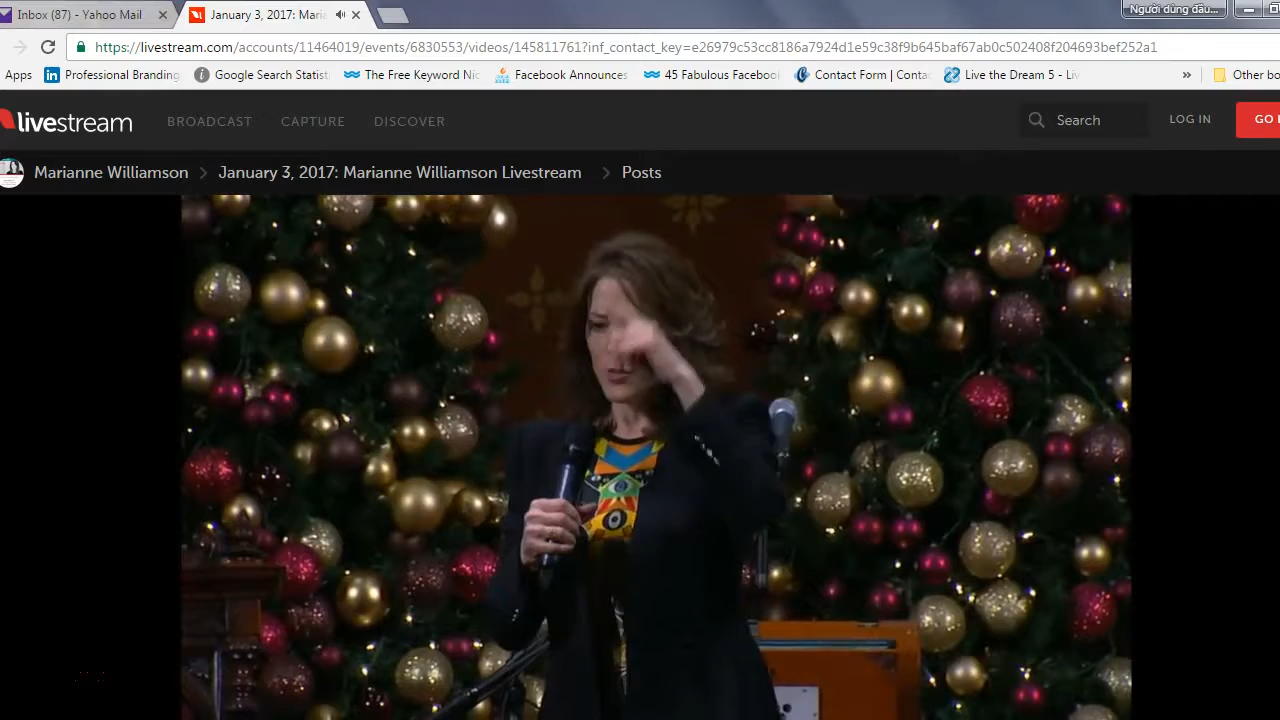 Inbox (87) - Yahoo Mail
January 3, 2017: Maria
Người dùng đầu...
https://livestream.com/accounts/11464019/events/6830553/videos/145811761?inf_contact_key=e26979c53cc8186a7924d1e59c38f9b645baf67ab0c502408f204693bef252a1
Apps
Professional Branding
Google Search Statist
The Free Keyword Nic
Facebook Announces
45 Fabulous Facebook
Contact Form | Conta
Live the Dream 5 - Liv
»
Other bo
livestream
BROADCAST
CAPTURE
DISCOVER
Search
LOG IN
GO
Marianne Williamson
January 3, 2017: Marianne Williamson Livestream
Posts